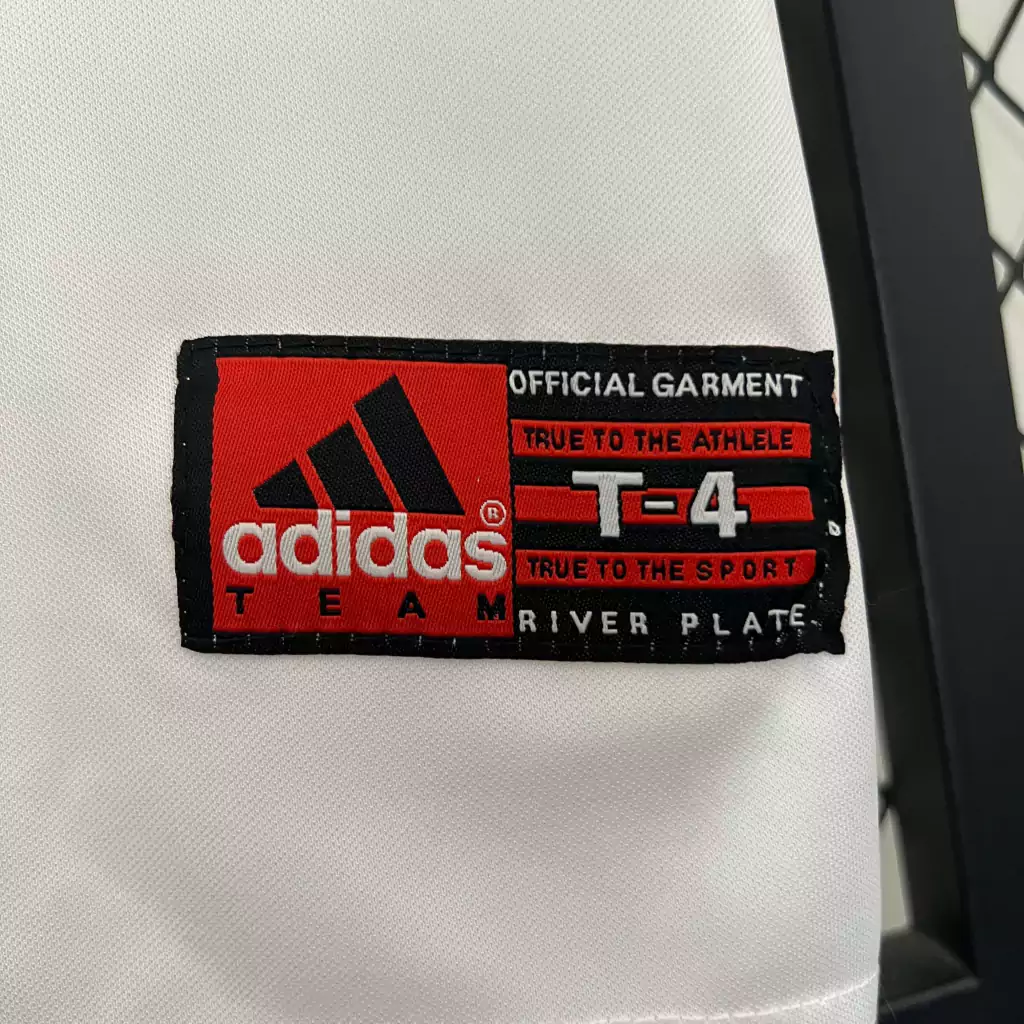 adidas®
TEAM
OFFICIAL GARMENT
TRUE TO THE ATHLELE
T-4
TRUE TO THE SPORT
RIVER PLATE